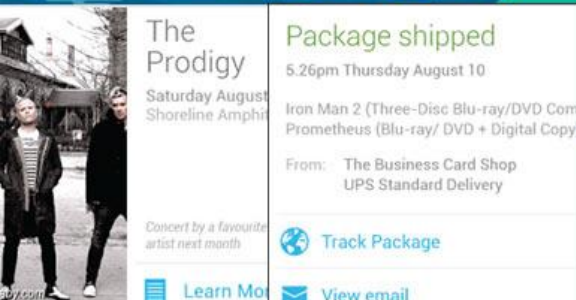 The
Prodigy
Saturday August
Shoreline Amphit
Concert by a favourite
artist next month
Learn Mor
Package shipped
5.26pm Thursday August 10
Iron Man 2 (Three-Disc Blu-ray/DVD Com
Prometheus (Blu-ray/ DVD + Digital Copy
From: The Business Card Shop
UPS Standard Delivery
Track Package
View email